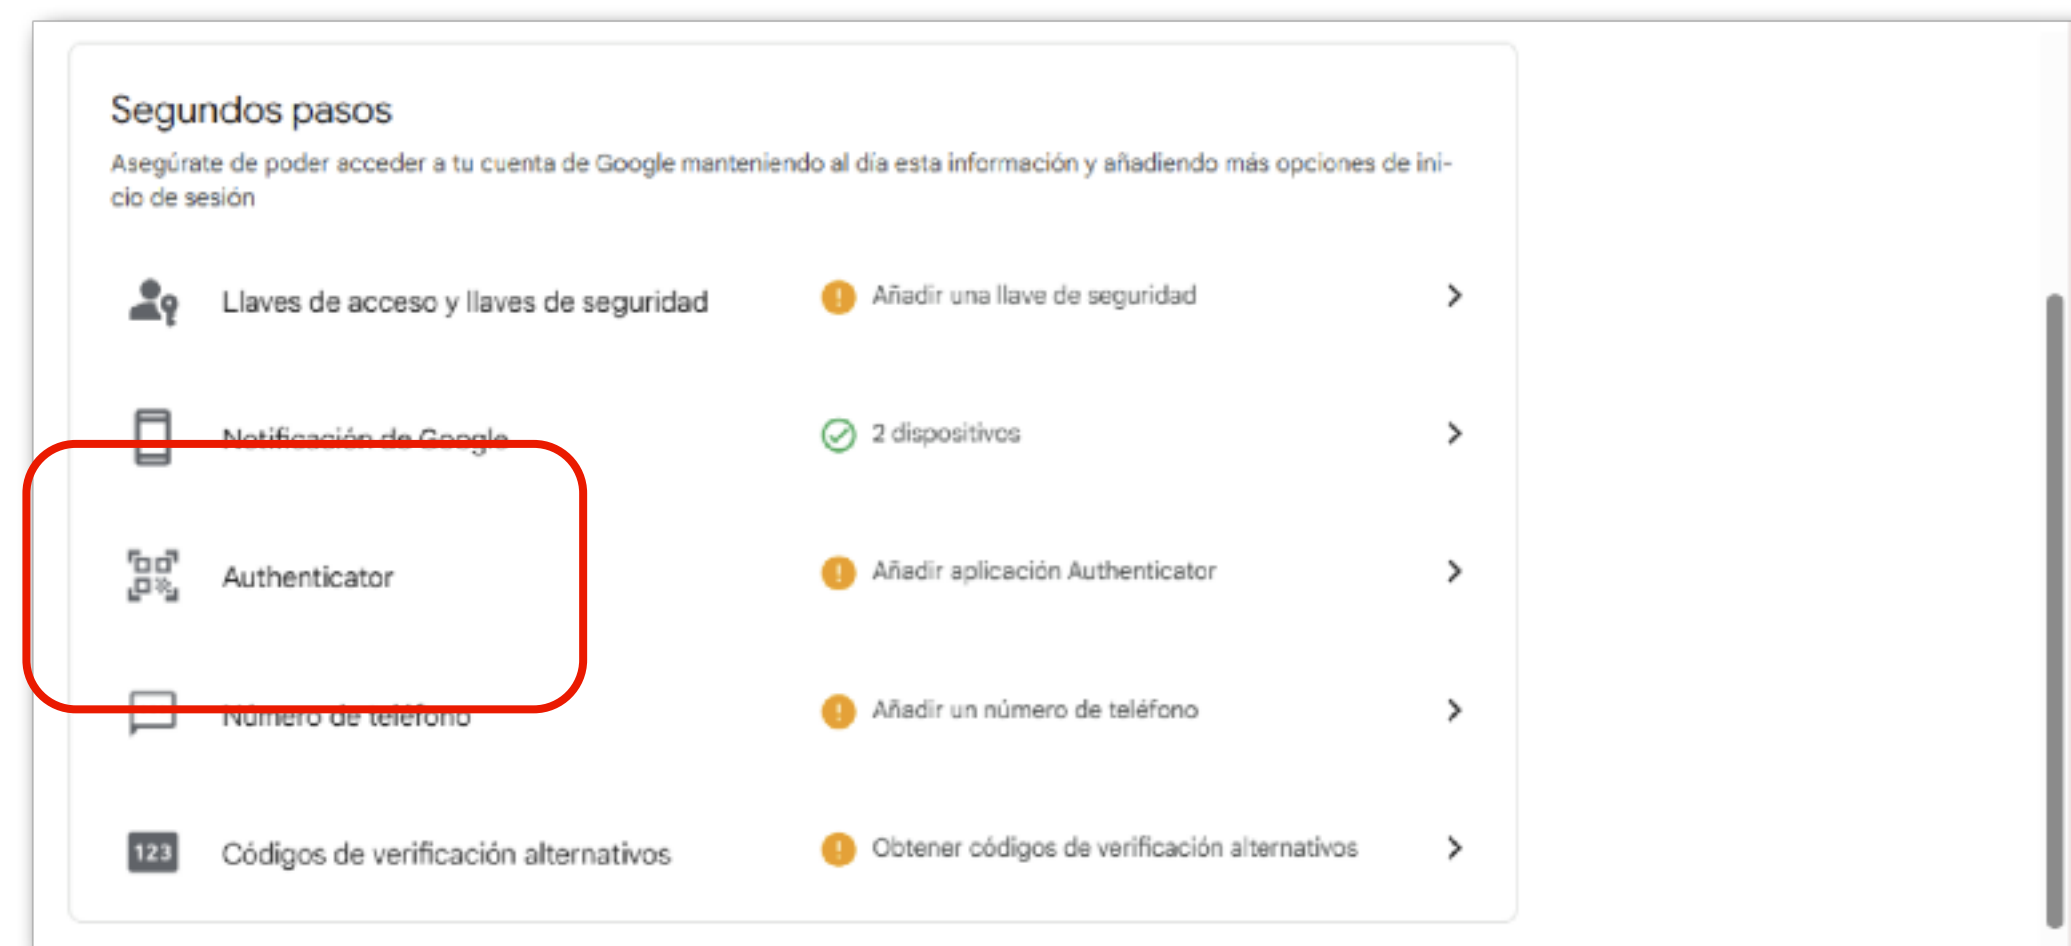 Segundos pasos
Asegúrate de poder acceder a tu cuenta de Google manteniendo al día esta información y añadiendo más opciones de ini-
cio de sesión
Llaves de acceso y llaves de seguridad
Añadir una llave de seguridad
Notificación de Google
2 dispositivos
Authenticator
Añadir aplicación Authenticator
Número de teléfono
Añadir un número de teléfono
123
Códigos de verificación alternativos
Obtener códigos de verificación alternativos